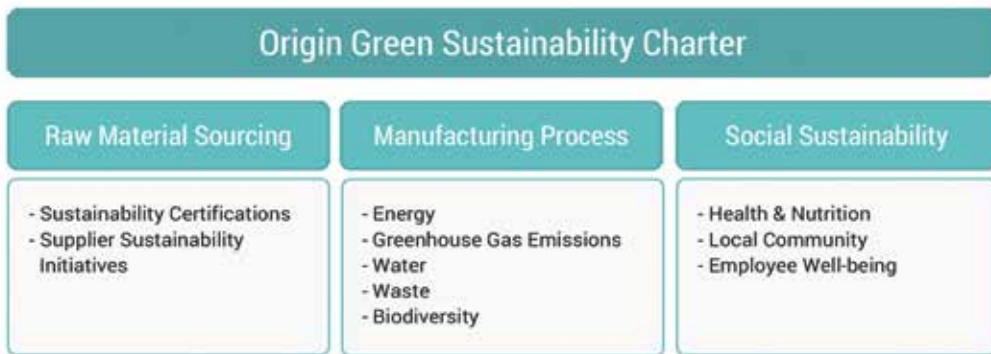 Origin Green Sustainability Charter
Raw Material Sourcing
- Sustainability Certifications
- Supplier Sustainability
Initiatives
Manufacturing Process
- Energy
- Greenhouse Gas Emissions
- Water
- Waste
- Biodiversity
Social Sustainability
- Health & Nutrition
- Local Community
- Employee Well-being